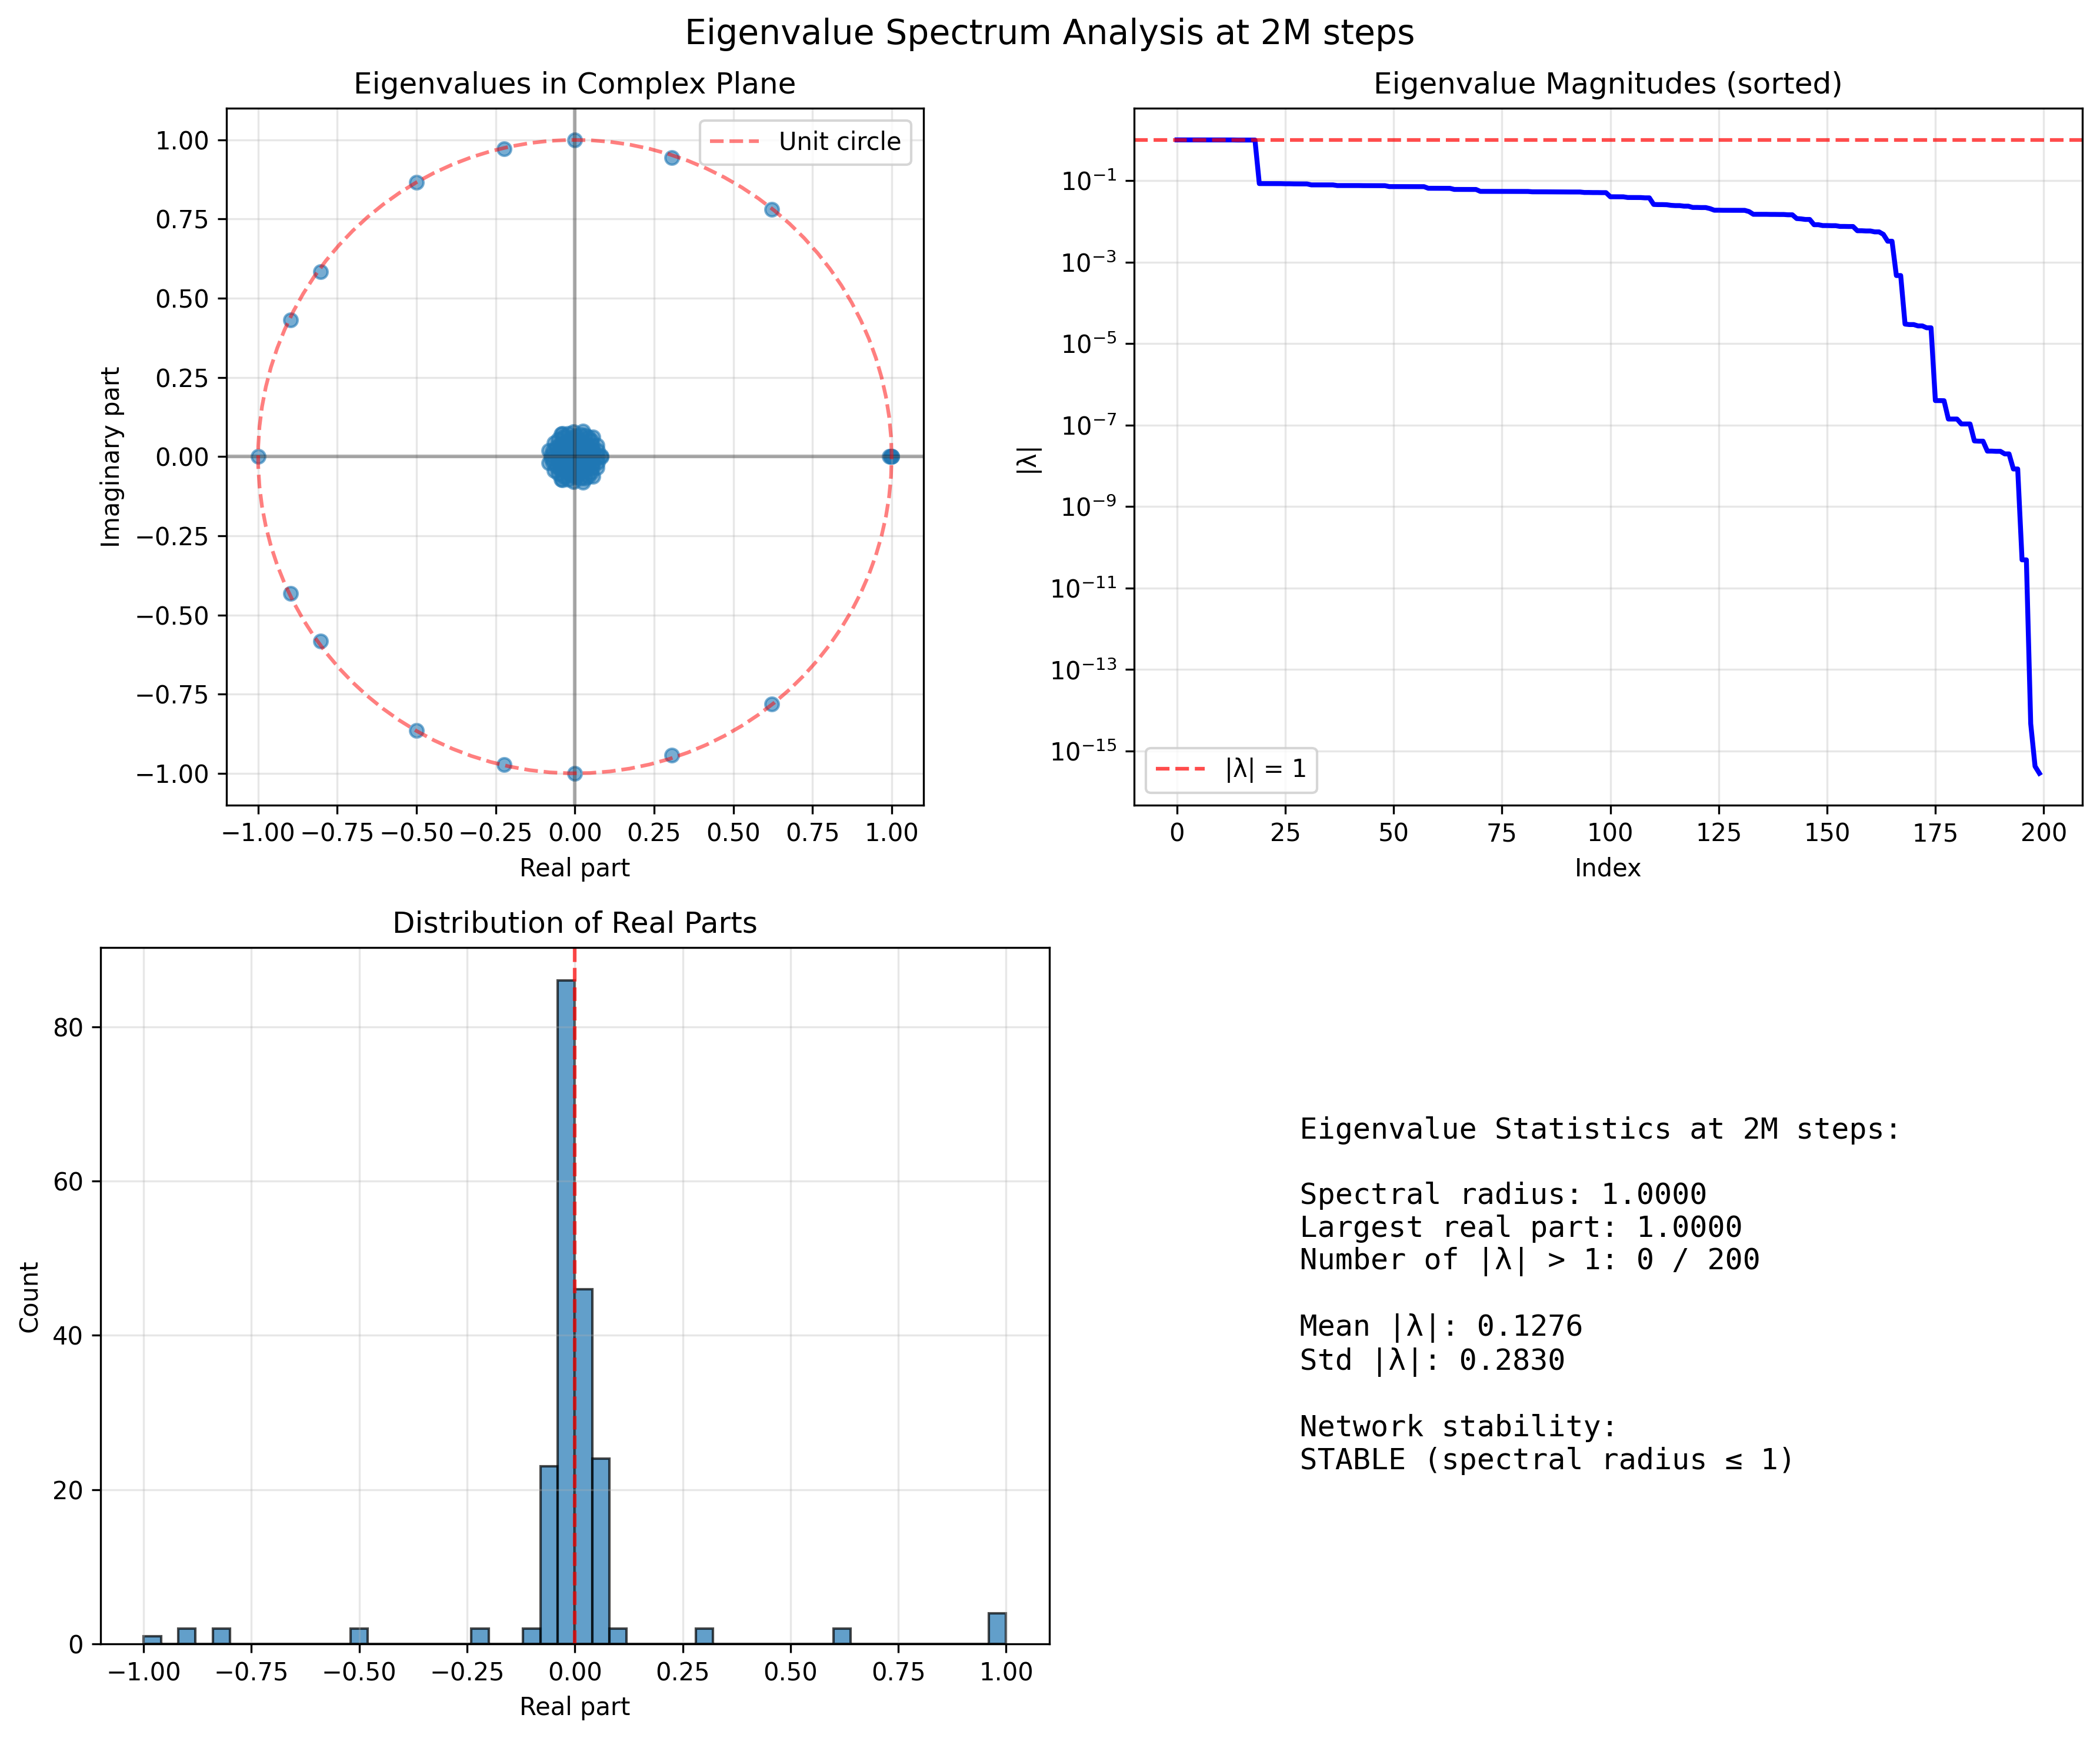 Eigenvalue Spectrum Analysis at 2M steps
Eigenvalues in Complex Plane
Unit circle
1.00
0.75
0.50
0.25
0.00
−0.25
−0.50
−0.75
−1.00
Imaginary part
−1.00 −0.75 −0.50 −0.25 0.00 0.25 0.50 0.75 1.00
Real part
Eigenvalue Magnitudes (sorted)
10⁻¹
10⁻³
10⁻⁵
10⁻⁷
10⁻⁹
10⁻¹¹
10⁻¹³
10⁻¹⁵
|λ|
|λ| = 1
0 25 50 75 100 125 150 175 200
Index
Distribution of Real Parts
80
60
40
20
0
Count
−1.00 −0.75 −0.50 −0.25 0.00 0.25 0.50 0.75 1.00
Real part
Eigenvalue Statistics at 2M steps:
Spectral radius: 1.0000
Largest real part: 1.0000
Number of |λ| > 1: 0 / 200
Mean |λ|: 0.1276
Std |λ|: 0.2830
Network stability:
STABLE (spectral radius ≤ 1)